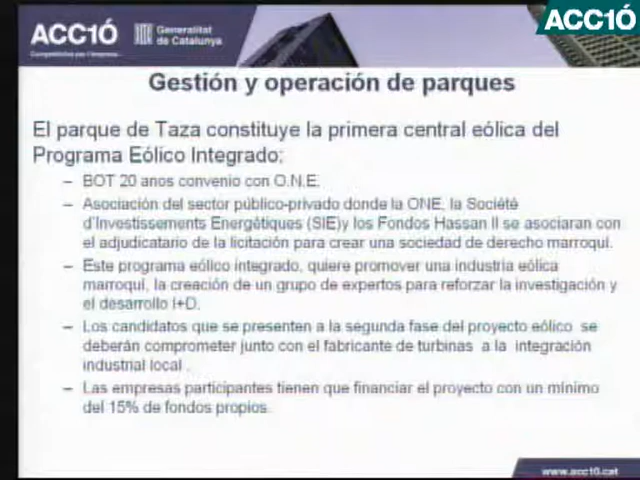 ACC1Ó
Generalitat
de Catalunya
ACC1Ó
Gestión y operación de parques
El parque de Taza constituye la primera central eólica del
Programa Eólico Integrado:
– BOT 20 anos convenio con O.N.E.
– Asociación del sector público-privado donde la ONE, la Société
d'Investissements Energétiques (SIE)y los Fondos Hassan II se asociaran con
el adjudicatario de la licitación para crear una sociedad de derecho marroquí.
– Este programa eólico integrado, quiere promover una industria eólica
marroquí, la creación de un grupo de expertos para reforzar la investigación y
el desarrollo I+D.
– Los candidatos que se presenten a la segunda fase del proyecto eólico se
deberán comprometer junto con el fabricante de turbinas a la integración
industrial local .
– Las empresas participantes tienen que financiar el proyecto con un mínimo
del 15% de fondos propios.
www.acc10.cat